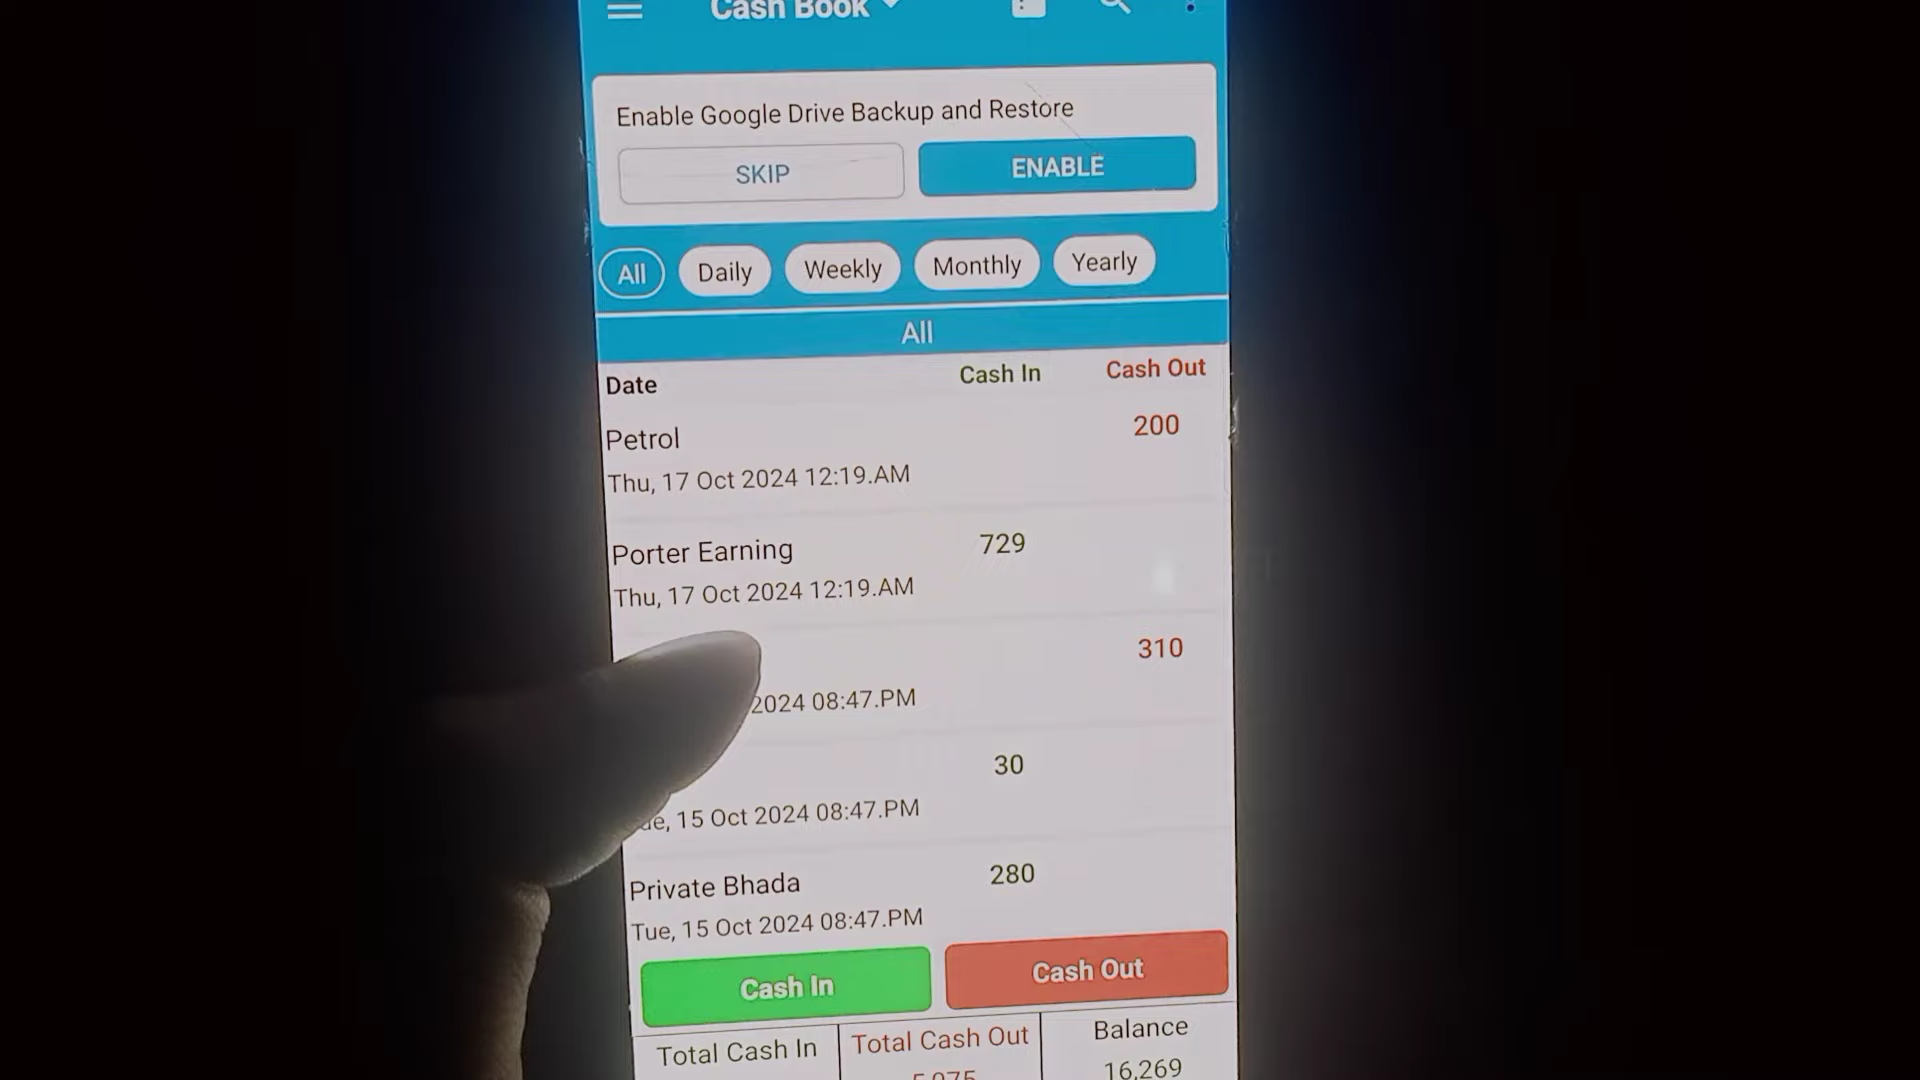 Cash Book
Enable Google Drive Backup and Restore
SKIP ENABLE
All Daily Weekly Monthly Yearly
All
Date Cash In Cash Out
Petrol 200
Thu, 17 Oct 2024 12:19.AM
Porter Earning 729
Thu, 17 Oct 2024 12:19.AM
310
2024 08:47.PM
30
15 Oct 2024 08:47.PM
Private Bhada 280
Tue, 15 Oct 2024 08:47.PM
Cash In Cash Out
Total Cash In Total Cash Out Balance
16,269